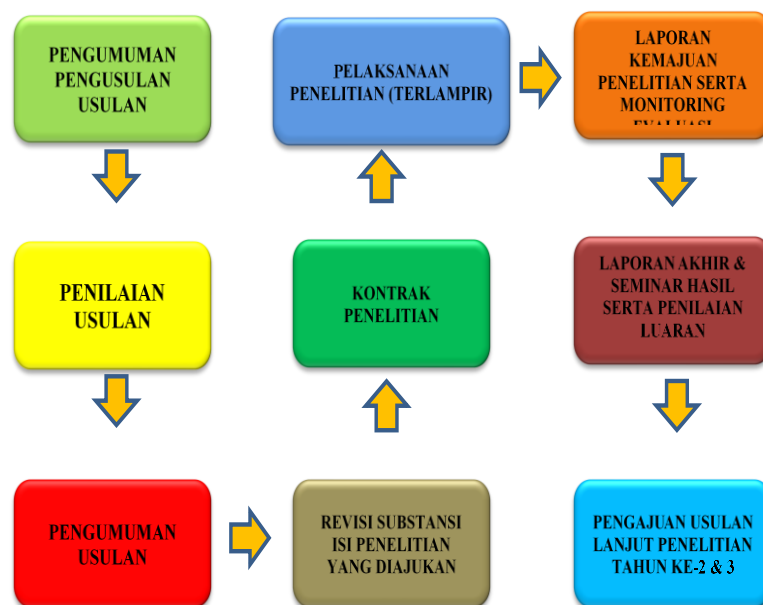 PENGUMUMAN
PENGUSULAN
USULAN
PENILAIAN
USULAN
PENGUMUMAN
USULAN
REVISI SUBSTANSI
ISI PENELITIAN
YANG DIAJUKAN
KONTRAK
PENELITIAN
PELAKSANAAN
PENELITIAN (TERLAMPIR)
LAPORAN
KEMAJUAN
PENELITIAN SERTA
MONITORING
EVALUASI
LAPORAN AKHIR &
SEMINAR HASIL
SERTA PENILAIAN
LUARAN
PENGAJUAN USULAN
LANJUT PENELITIAN
TAHUN KE-2 & 3